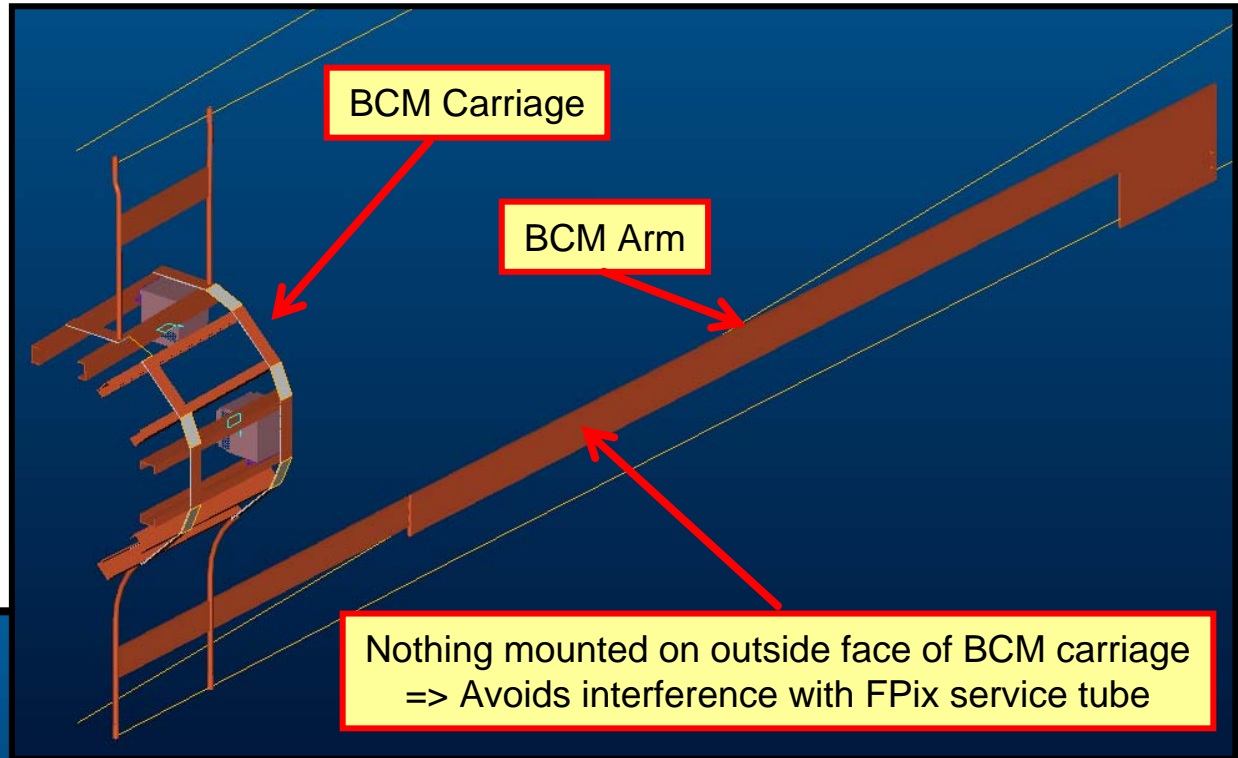 BCM Carriage
BCM Arm
Nothing mounted on outside face of BCM carriage
=> Avoids interference with FPix service tube